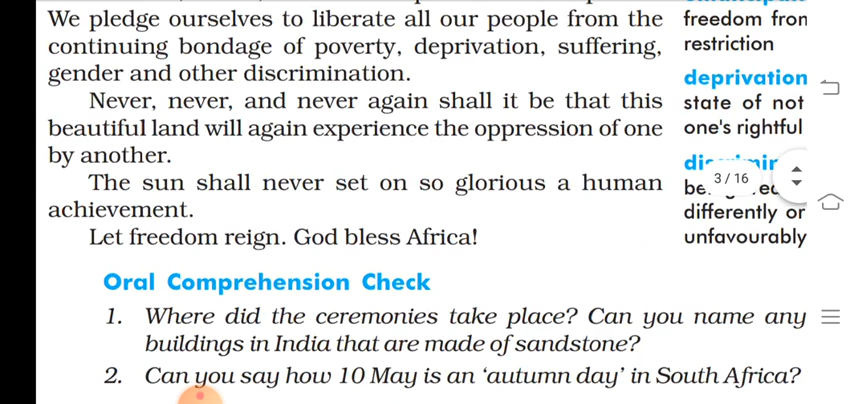 We pledge ourselves to liberate all our people from the
continuing bondage of poverty, deprivation, suffering,
gender and other discrimination.
Never, never, and never again shall it be that this
beautiful land will again experience the oppression of one
by another.
The sun shall never set on so glorious a human
achievement.
Let freedom reign. God bless Africa!
freedom from
restriction
deprivation
state of not
one's rightful
3 / 16
differently or
unfavourably
Oral Comprehension Check
1. Where did the ceremonies take place? Can you name any
buildings in India that are made of sandstone?
2. Can you say how 10 May is an ‘autumn day’ in South Africa?